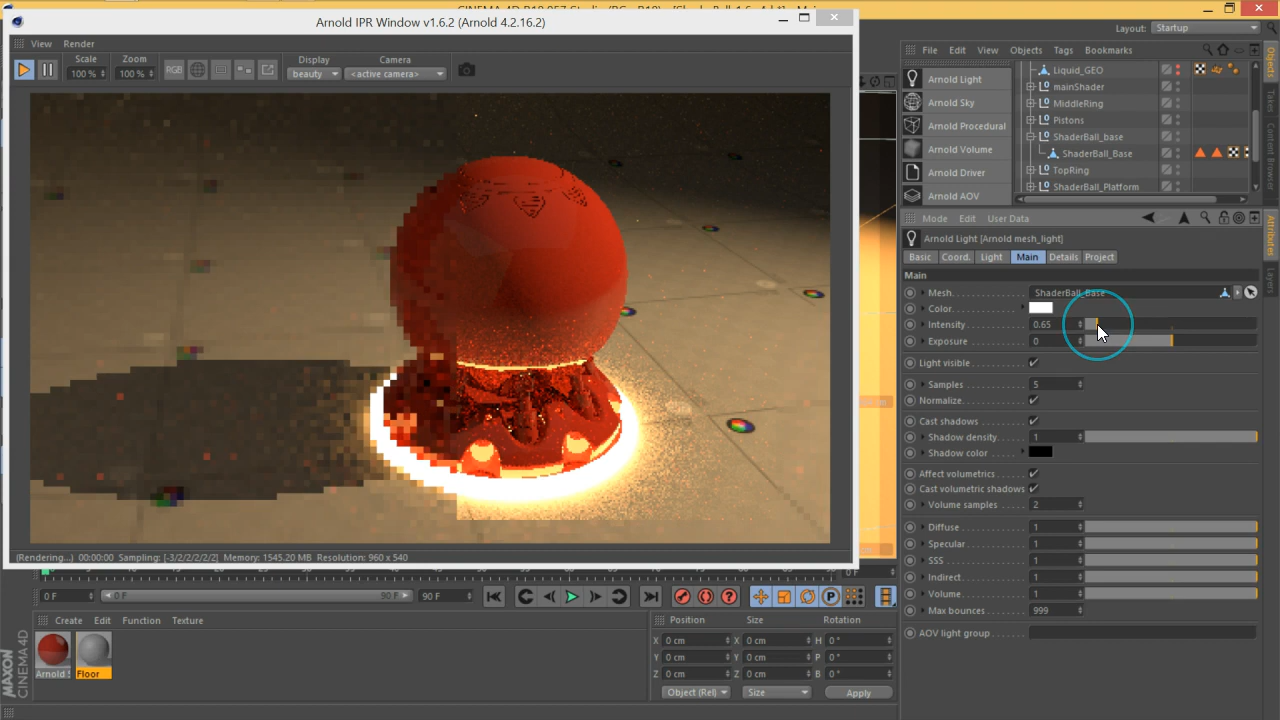 Arnold IPR Window v1.6.2 (Arnold 4.2.16.2)
View Render
Scale Zoom Display Camera
100 % 100 % RGB beauty <active camera>
(Rendering...) 00:00:00 Sampling: [-3/2/2/2/2/2] Memory: 1545.20 MB Resolution: 960 x 540
Layout: Startup
File Edit View Objects Tags Bookmarks
Arnold Light
Arnold Sky
Arnold Procedural
Arnold Volume
Arnold Driver
Arnold AOV
Liquid_GEO
mainShader
MiddleRing
Pistons
ShaderBall_base
ShaderBall_Base
TopRing
ShaderBall_Platform
Objects
Takes
Content Browser
Attributes
Layers
Mode Edit User Data
Arnold Light [Arnold mesh_light]
Basic Coord. Light Main Details Project
Main
Mesh ShaderBall_Base
Color
Intensity 0.65
Exposure 0
Light visible
Samples 5
Normalize
Cast shadows
Shadow density 1
Shadow color
Affect volumetrics
Cast volumetric shadows
Volume samples 2
Diffuse 1
Specular 1
SSS 1
Indirect 1
Volume 1
Max bounces 999
AOV light group
0 F
0 F 0 F 90 F 90 F
Create Edit Function Texture
Arnold S Floor
Position Size Rotation
X 0 cm X 0 cm H 0 °
Y 0 cm Y 0 cm P 0 °
Z 0 cm Z 0 cm B 0 °
Object (Rel) Size Apply
MAXON
CINEMA 4D